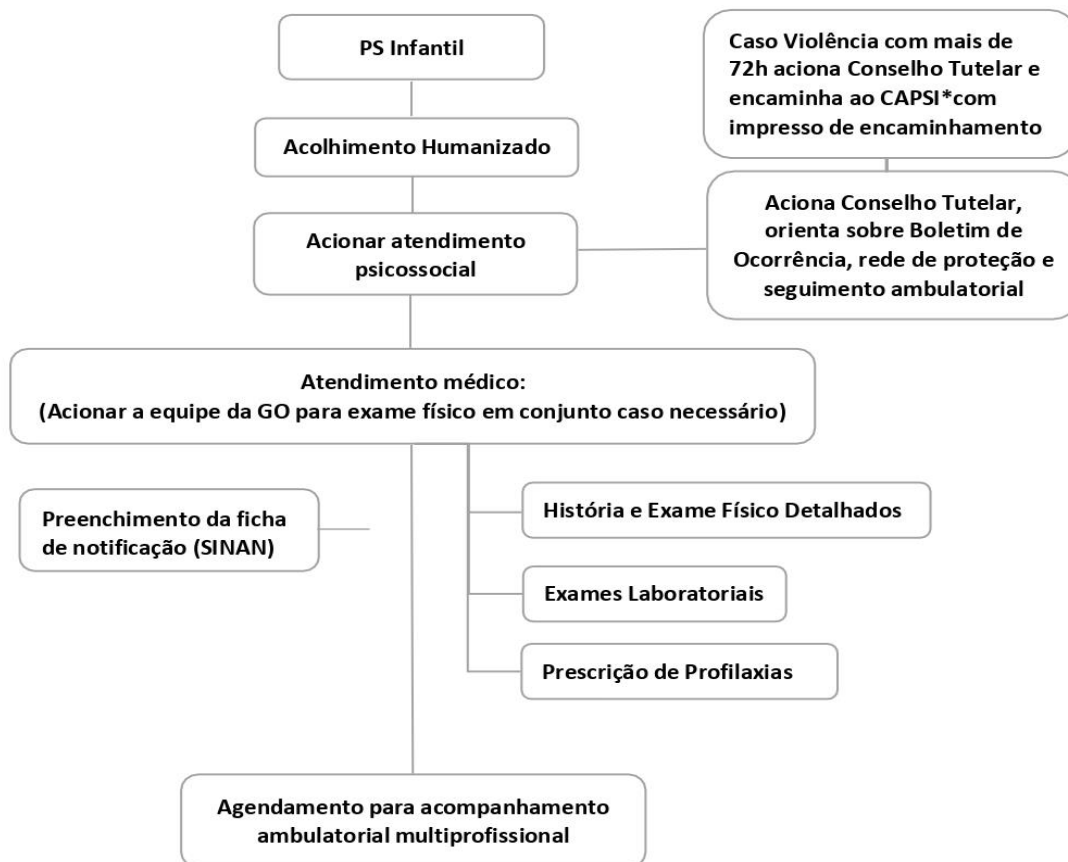 PS Infantil
Caso Violência com mais de
72h aciona Conselho Tutelar e
encaminha ao CAPSI*com
impresso de encaminhamento
Acolhimento Humanizado
Acionar atendimento
psicossocial
Aciona Conselho Tutelar,
orienta sobre Boletim de
Ocorrência, rede de proteção e
seguimento ambulatorial
Atendimento médico:
(Acionar a equipe da GO para exame físico em conjunto caso necessário)
Preenchimento da ficha
de notificação (SINAN)
História e Exame Físico Detalhados
Exames Laboratoriais
Prescrição de Profilaxias
Agendamento para acompanhamento
ambulatorial multiprofissional